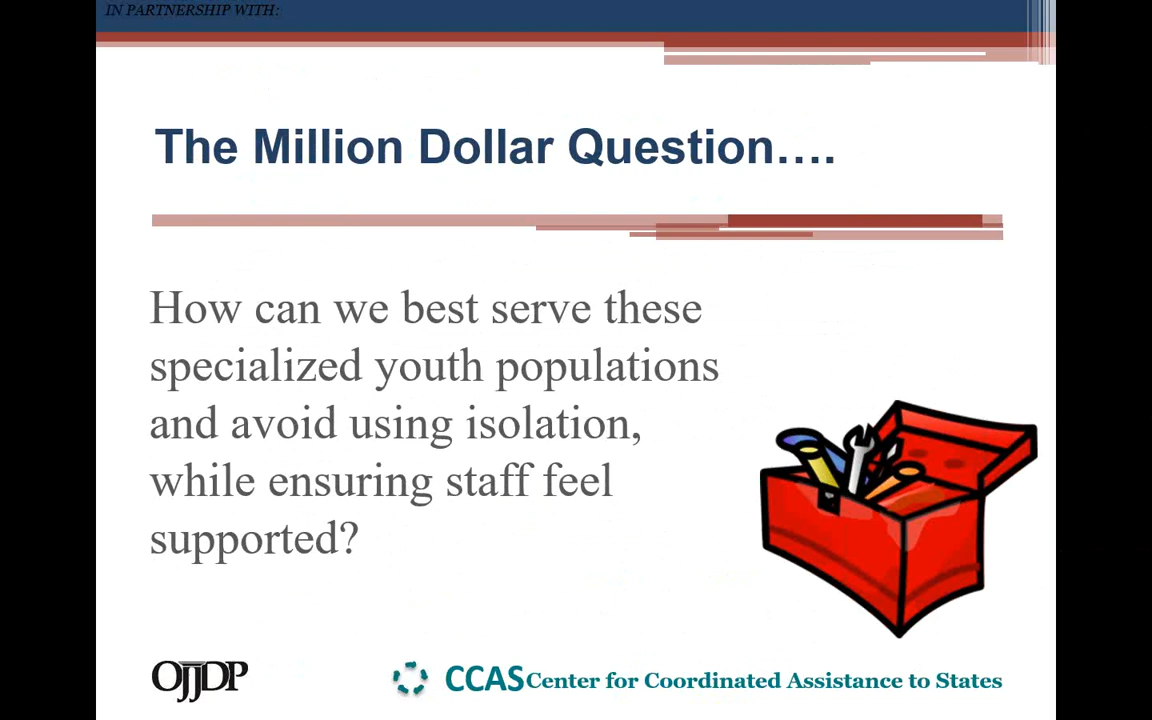 IN PARTNERSHIP WITH:
The Million Dollar Question….
How can we best serve these
specialized youth populations
and avoid using isolation,
while ensuring staff feel
supported?
OJJDP
CCAS Center for Coordinated Assistance to States